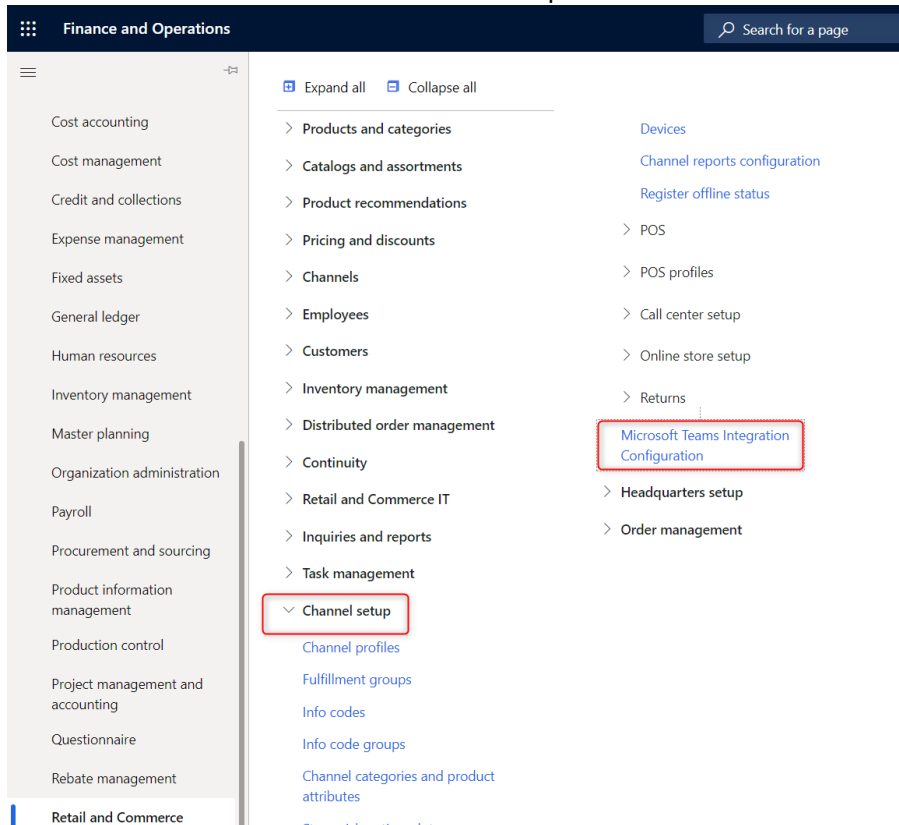 Finance and Operations
Search for a page
Cost accounting
Cost management
Credit and collections
Expense management
Fixed assets
General ledger
Human resources
Inventory management
Master planning
Organization administration
Payroll
Procurement and sourcing
Product information
management
Production control
Project management and
accounting
Questionnaire
Rebate management
Retail and Commerce
Expand all
Collapse all
Products and categories
Catalogs and assortments
Product recommendations
Pricing and discounts
Channels
Employees
Customers
Inventory management
Distributed order management
Continuity
Retail and Commerce IT
Inquiries and reports
Task management
Channel setup
Channel profiles
Fulfillment groups
Info codes
Info code groups
Channel categories and product
attributes
Devices
Channel reports configuration
Register offline status
POS
POS profiles
Call center setup
Online store setup
Returns
Microsoft Teams Integration
Configuration
Headquarters setup
Order management